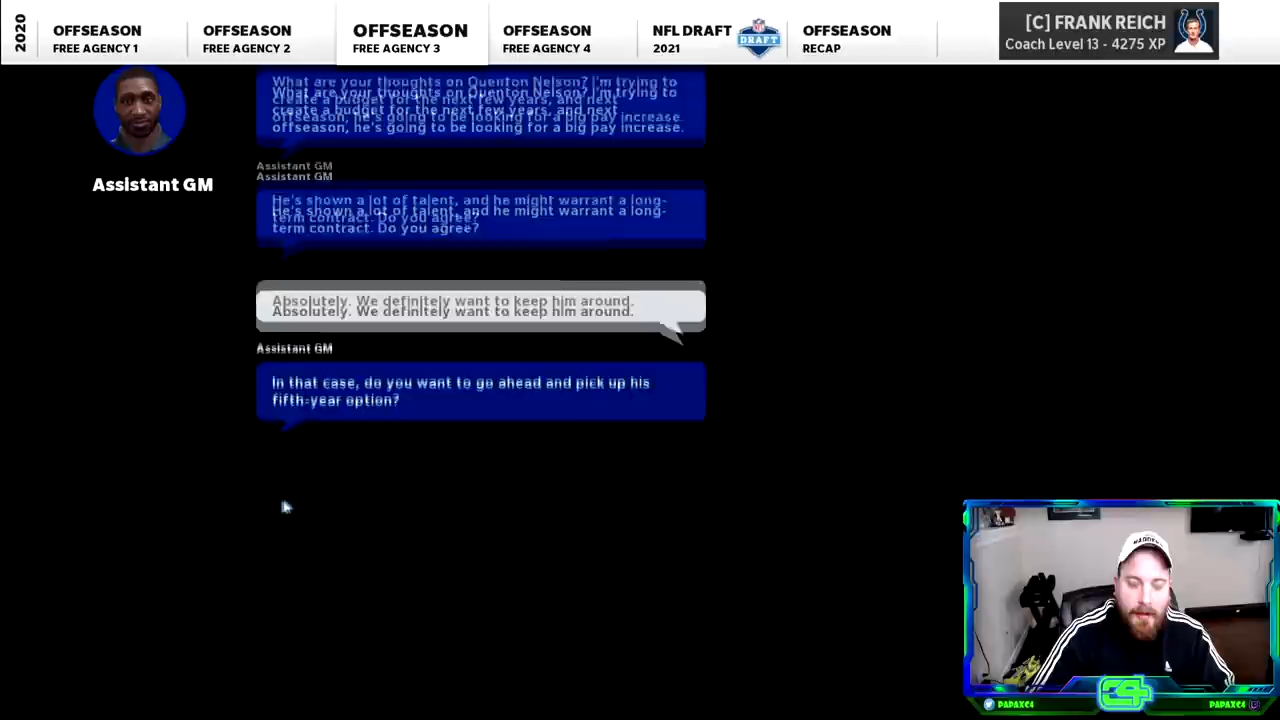 2020
OFFSEASON
FREE AGENCY 1
OFFSEASON
FREE AGENCY 2
OFFSEASON
FREE AGENCY 3
OFFSEASON
FREE AGENCY 4
NFL DRAFT
2021
NFL
DRAFT
OFFSEASON
RECAP
[C] FRANK REICH
Coach Level 13 - 4275 XP
Assistant GM
What are your thoughts on Quenton Nelson? I'm trying to
create a budget for the next few years, and next
offseason, he's going to be looking for a big pay increase.
Assistant GM
He's shown a lot of talent, and he might warrant a long-
term contract. Do you agree?
Absolutely. We definitely want to keep him around.
Assistant GM
In that case, do you want to go ahead and pick up his
fifth-year option?
PAPAXC4
PAPAXC4